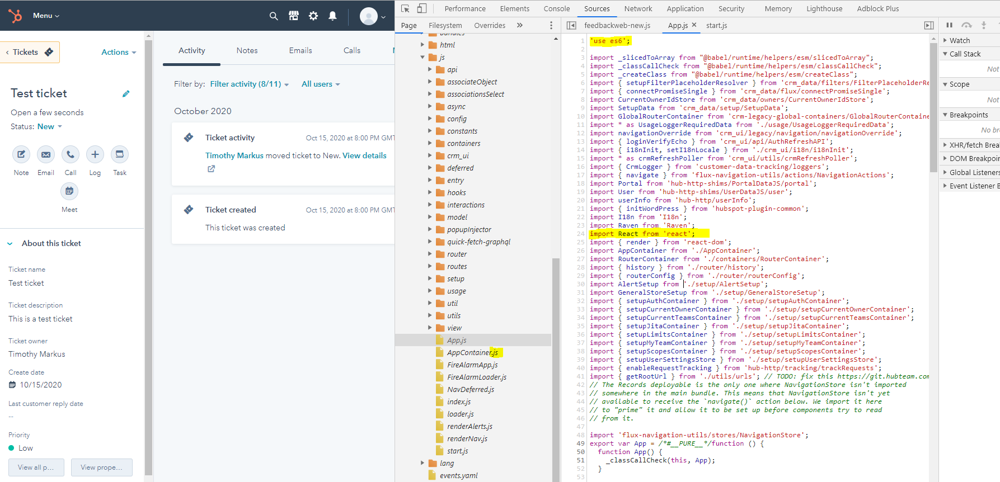 Menu
Tickets
Actions
Test ticket
Open a few seconds
Status: New
Note
Email
Call
Log
Task
Meet
About this ticket
Ticket name
Test ticket
Ticket description
This is a test ticket
Ticket owner
Timothy Markus
Create date
10/15/2020
Last customer reply date
--
Priority
Low
View all p...
View prope...
Activity
Notes
Emails
Calls
Filter by: Filter activity (8/11) All users
October 2020
Ticket activity
Oct 15, 2020 at 8:00 PM GMT
Timothy Markus moved ticket to New. View details
Ticket created
Oct 15, 2020 at 8:00 PM GMT
This ticket was created
Performance
Elements
Console
Sources
Network
Application
Security
Memory
Lighthouse
Adblock Plus
Page
Filesystem
Overrides
»
feedbackweb-new.js
App.js ×
start.js
bundles
html
js
api
associateObject
associationsSelect
async
config
constants
containers
crm_ui
deferred
entry
hooks
interactions
model
popupInjector
quick-fetch-graphql
router
routes
setup
usage
util
utils
view
App.js
AppContainer.js
FireAlarmApp.js
FireAlarmLoader.js
NavDeferred.js
index.js
loader.js
renderAlerts.js
renderNav.js
start.js
lang
events.yaml
1 'use es6';
2
3 import _slicedToArray from "@babel/runtime/helpers/esm/slicedToArray";
4 import _classCallCheck from "@babel/runtime/helpers/esm/classCallCheck";
5 import _createClass from "@babel/runtime/helpers/esm/createClass";
6 import { setupFilterPlaceholderResolver } from 'crm_data/filters/FilterPlaceholderRe
7 import { connectPromiseSingle } from 'crm_data/flux/connectPromiseSingle';
8 import CurrentOwnerIdStore from 'crm_data/owners/CurrentOwnerIdStore';
9 import SetupData from 'crm_data/setup/SetupData';
10 import GlobalRouterContainer from 'crm-legacy-global-containers/GlobalRouterContaine
11 import * as UsageLoggerRequiredData from './usage/UsageLoggerRequiredData';
12 import navigationOverride from 'crm_ui/legacy/navigation/navigationOverride';
13 import { loginVerifyEcho } from 'crm_ui/api/AuthRefreshAPI';
14 import { i18nInit, setI18nLocale } from './crm_ui/i18n/i18nInit';
15 import * as crmRefreshPoller from 'crm_ui/utils/crmRefreshPoller';
16 import { CrmLogger } from 'customer-data-tracking/loggers';
17 import { navigate } from 'flux-navigation-utils/actions/NavigationActions';
18 import Portal from 'hub-http-shims/PortalDataJS/portal';
19 import User from 'hub-http-shims/UserDataJS/user';
20 import userInfo from 'hub-http/userInfo';
21 import { initWordPress } from 'hubspot-plugin-common';
22 import I18n from 'I18n';
23 import Raven from 'Raven';
24 import React from 'react';
25 import { render } from 'react-dom';
26 import AppContainer from './AppContainer';
27 import RouterContainer from './containers/RouterContainer';
28 import { history } from './router/history';
29 import { routerConfig } from './router/routerConfig';
30 import AlertSetup from './setup/AlertSetup';
31 import GeneralStoreSetup from './setup/GeneralStoreSetup';
32 import { setupAuthContainer } from './setup/setupAuthContainer';
33 import { setupCurrentOwnerContainer } from './setup/setupCurrentOwnerContainer';
34 import { setupCurrentTeamsContainer } from './setup/setupCurrentTeamsContainer';
35 import { setupJitaContainer } from './setup/setupJitaContainer';
36 import { setupLimitsContainer } from './setup/setupLimitsContainer';
37 import { setupMyTeamContainer } from './setup/setupMyTeamContainer';
38 import { setupScopesContainer } from './setup/setupScopesContainer';
39 import { setupUserSettingsStore } from './setup/setupUserSettingsStore';
40 import { enableRequestTracking } from 'hub-http/tracking/trackRequests';
41 import { getRootUrl } from './utils/urls'; // TODO: fix this https://git.hubteam.com
42 // The Records deployable is the only one where NavigationStore isn't imported
43 // somewhere in the main bundle. This means that NavigationStore isn't yet
44 // available to receive the `navigate()` action below. We import it here
45 // to "prime" it and allow it to be set up before components try to read
46 // from it.
47
48 import 'flux-navigation-utils/stores/NavigationStore';
49 export var App = /*#__PURE__*/function () {
50 function App() {
51 _classCallCheck(this, App);
52 }
53
Watch
Call Stack
Not
Scope
Not
Breakpoints
No br
XHR/fetch Brea
DOM Breakpoin
Global Listeners
Event Listener B